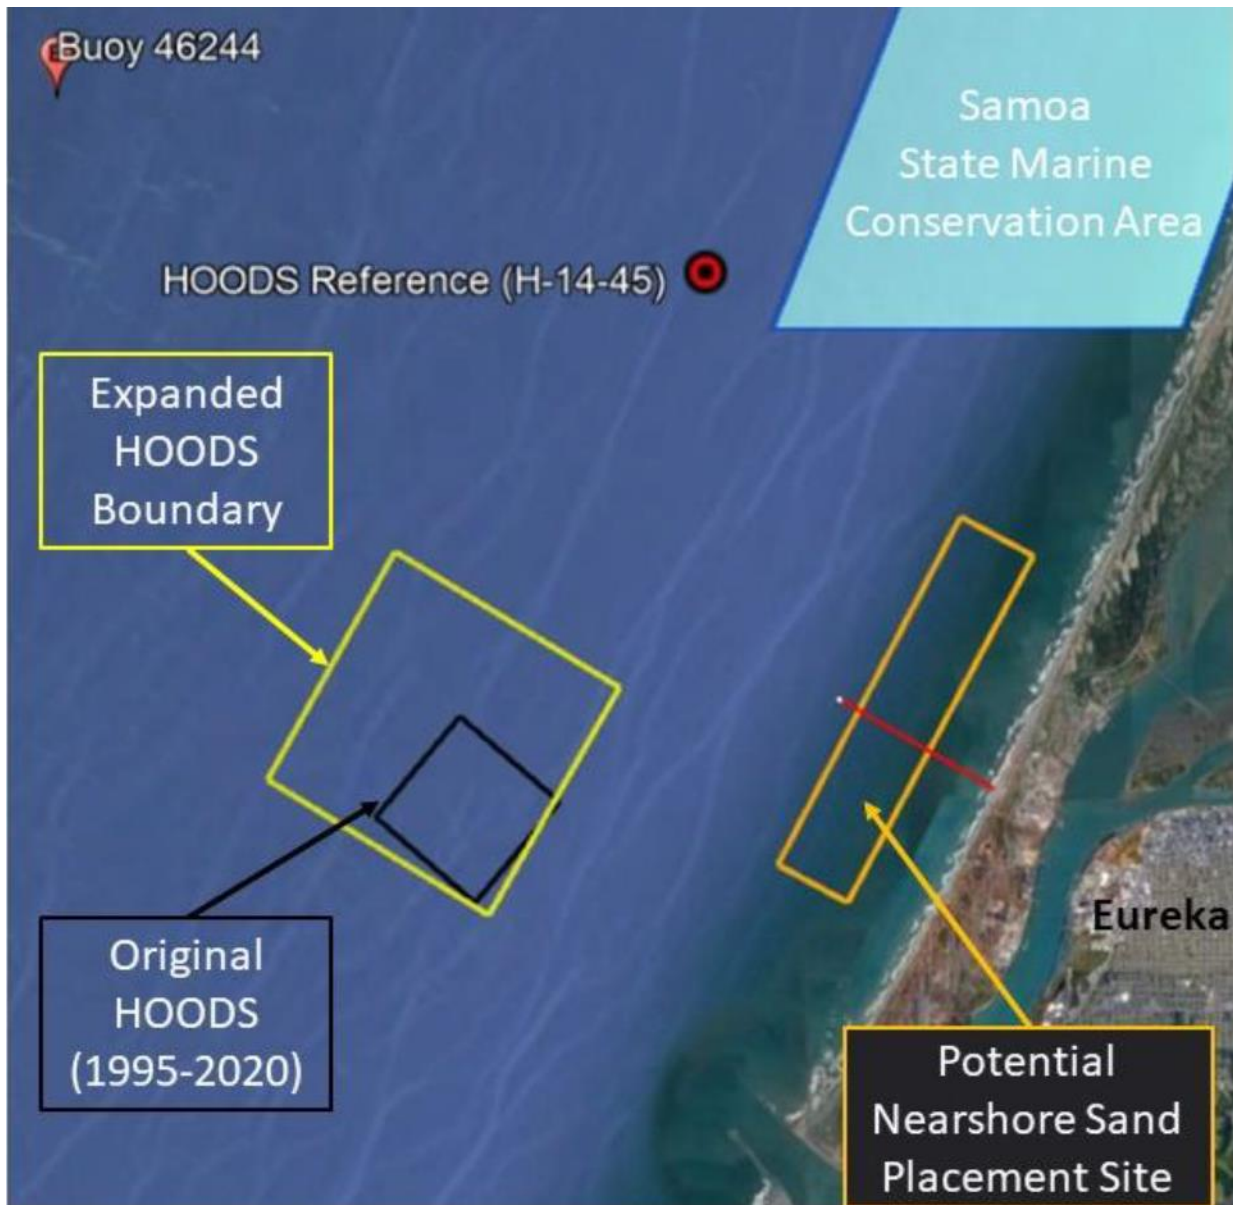 Buoy 46244
Samoa
State Marine
Conservation Area
HOODS Reference (H-14-45)
Expanded
HOODS
Boundary
Original
HOODS
(1995-2020)
Eureka
Potential
Nearshore Sand
Placement Site